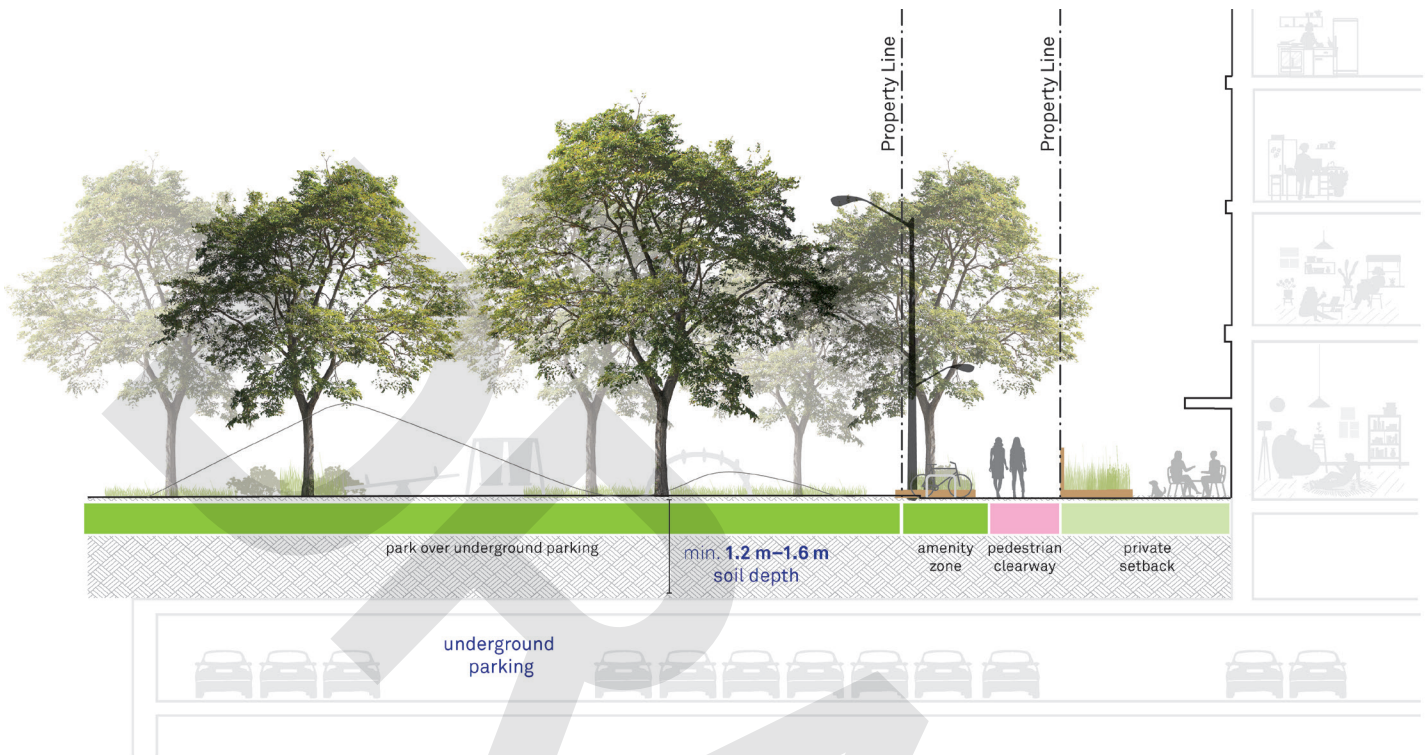 Property Line
Property Line
park over underground parking
min. 1.2 m–1.6 m
soil depth
amenity
zone
pedestrian
clearway
private
setback
underground
parking